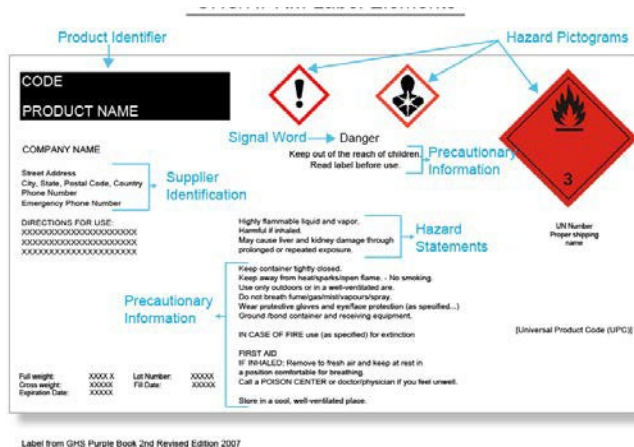 Product Identifier
Hazard Pictograms
CODE
PRODUCT NAME
Signal Word
Danger
Keep out of the reach of children.
Read label before use.
Precautionary
Information
3
UN Number
Proper shipping
name
COMPANY NAME
Street Address
City, State, Postal Code, Country
Phone Number
Emergency Phone Number
Supplier
Identification
DIRECTIONS FOR USE:
XXXXXXXXXXXXXXXXXXXXX
XXXXXXXXXXXXXXXXXXXXX
XXXXXXXXXXXXXXXXXXXXX
Highly flammable liquid and vapor.
Harmful if inhaled.
May cause liver and kidney damage through
prolonged or repeated exposure.
Hazard
Statements
Precautionary
Information
Keep container tightly closed.
Keep away from heat/sparks/open flame. - No smoking.
Use only outdoors or in a well-ventilated are.
Do not breath fume/gas/mist/vapours/spray.
Wear protective gloves and eye/face protection (as specified...)
Ground /bond container and receiving equipment.
IN CASE OF FIRE use (as specified) for extinction
FIRST AID
IF INHALED: Remove to fresh air and keep at rest in
a position comfortable for breathing.
Call a POISON CENTER or doctor/physician if you feel unwell.
Store in a cool, well-ventilated place.
[Universal Product Code (UPC)]
Full weight: XXXX X Lot Number: XXXXX
Gross weight: XXXXX Fill Date: XXXXX
Expiration Date: XXXXX
Label from GHS Purple Book 2nd Revised Edition 2007